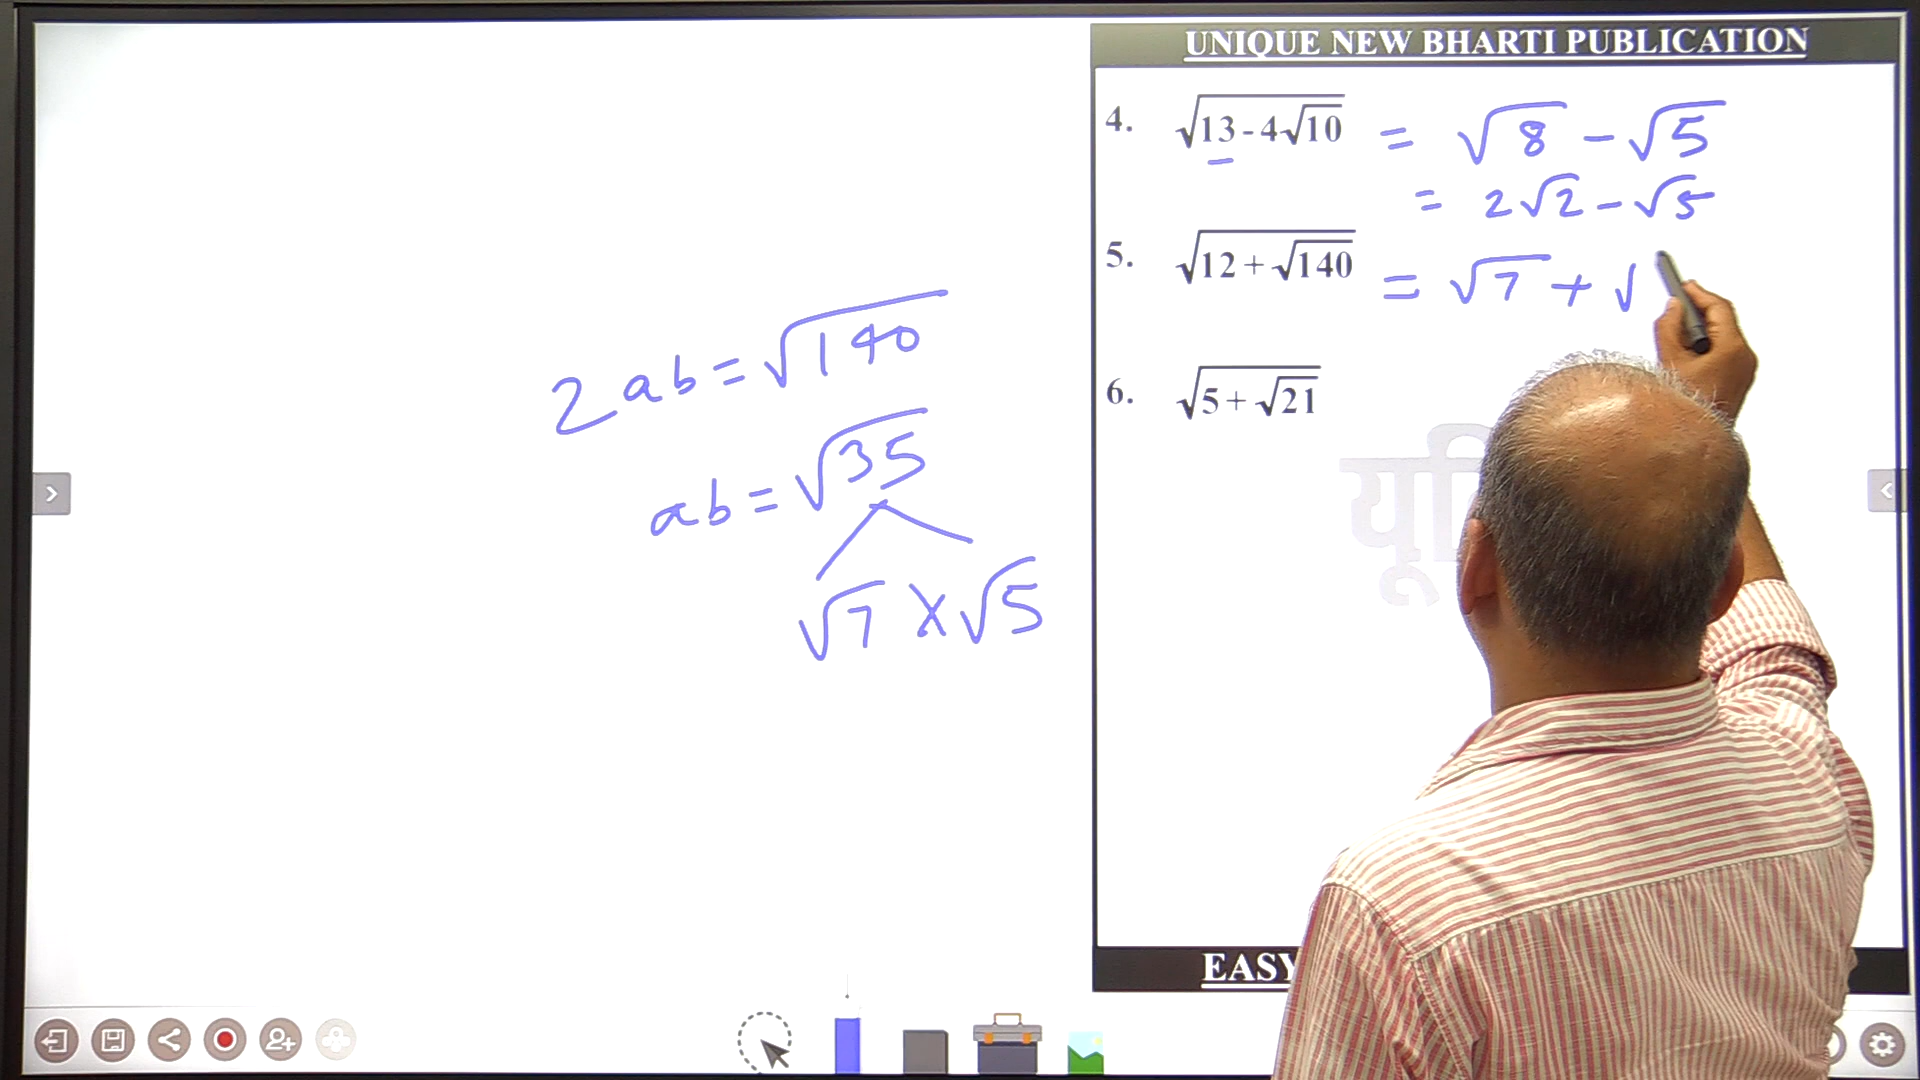 UNIQUE NEW BHARTI PUBLICATION
4. √(13 - 4√10) = √8 - √5
= 2√2 - √5
5. √(12 + √140) = √7 + √
6. √(5 + √21)
2ab = √140
ab = √35
√7 × √5
EASY